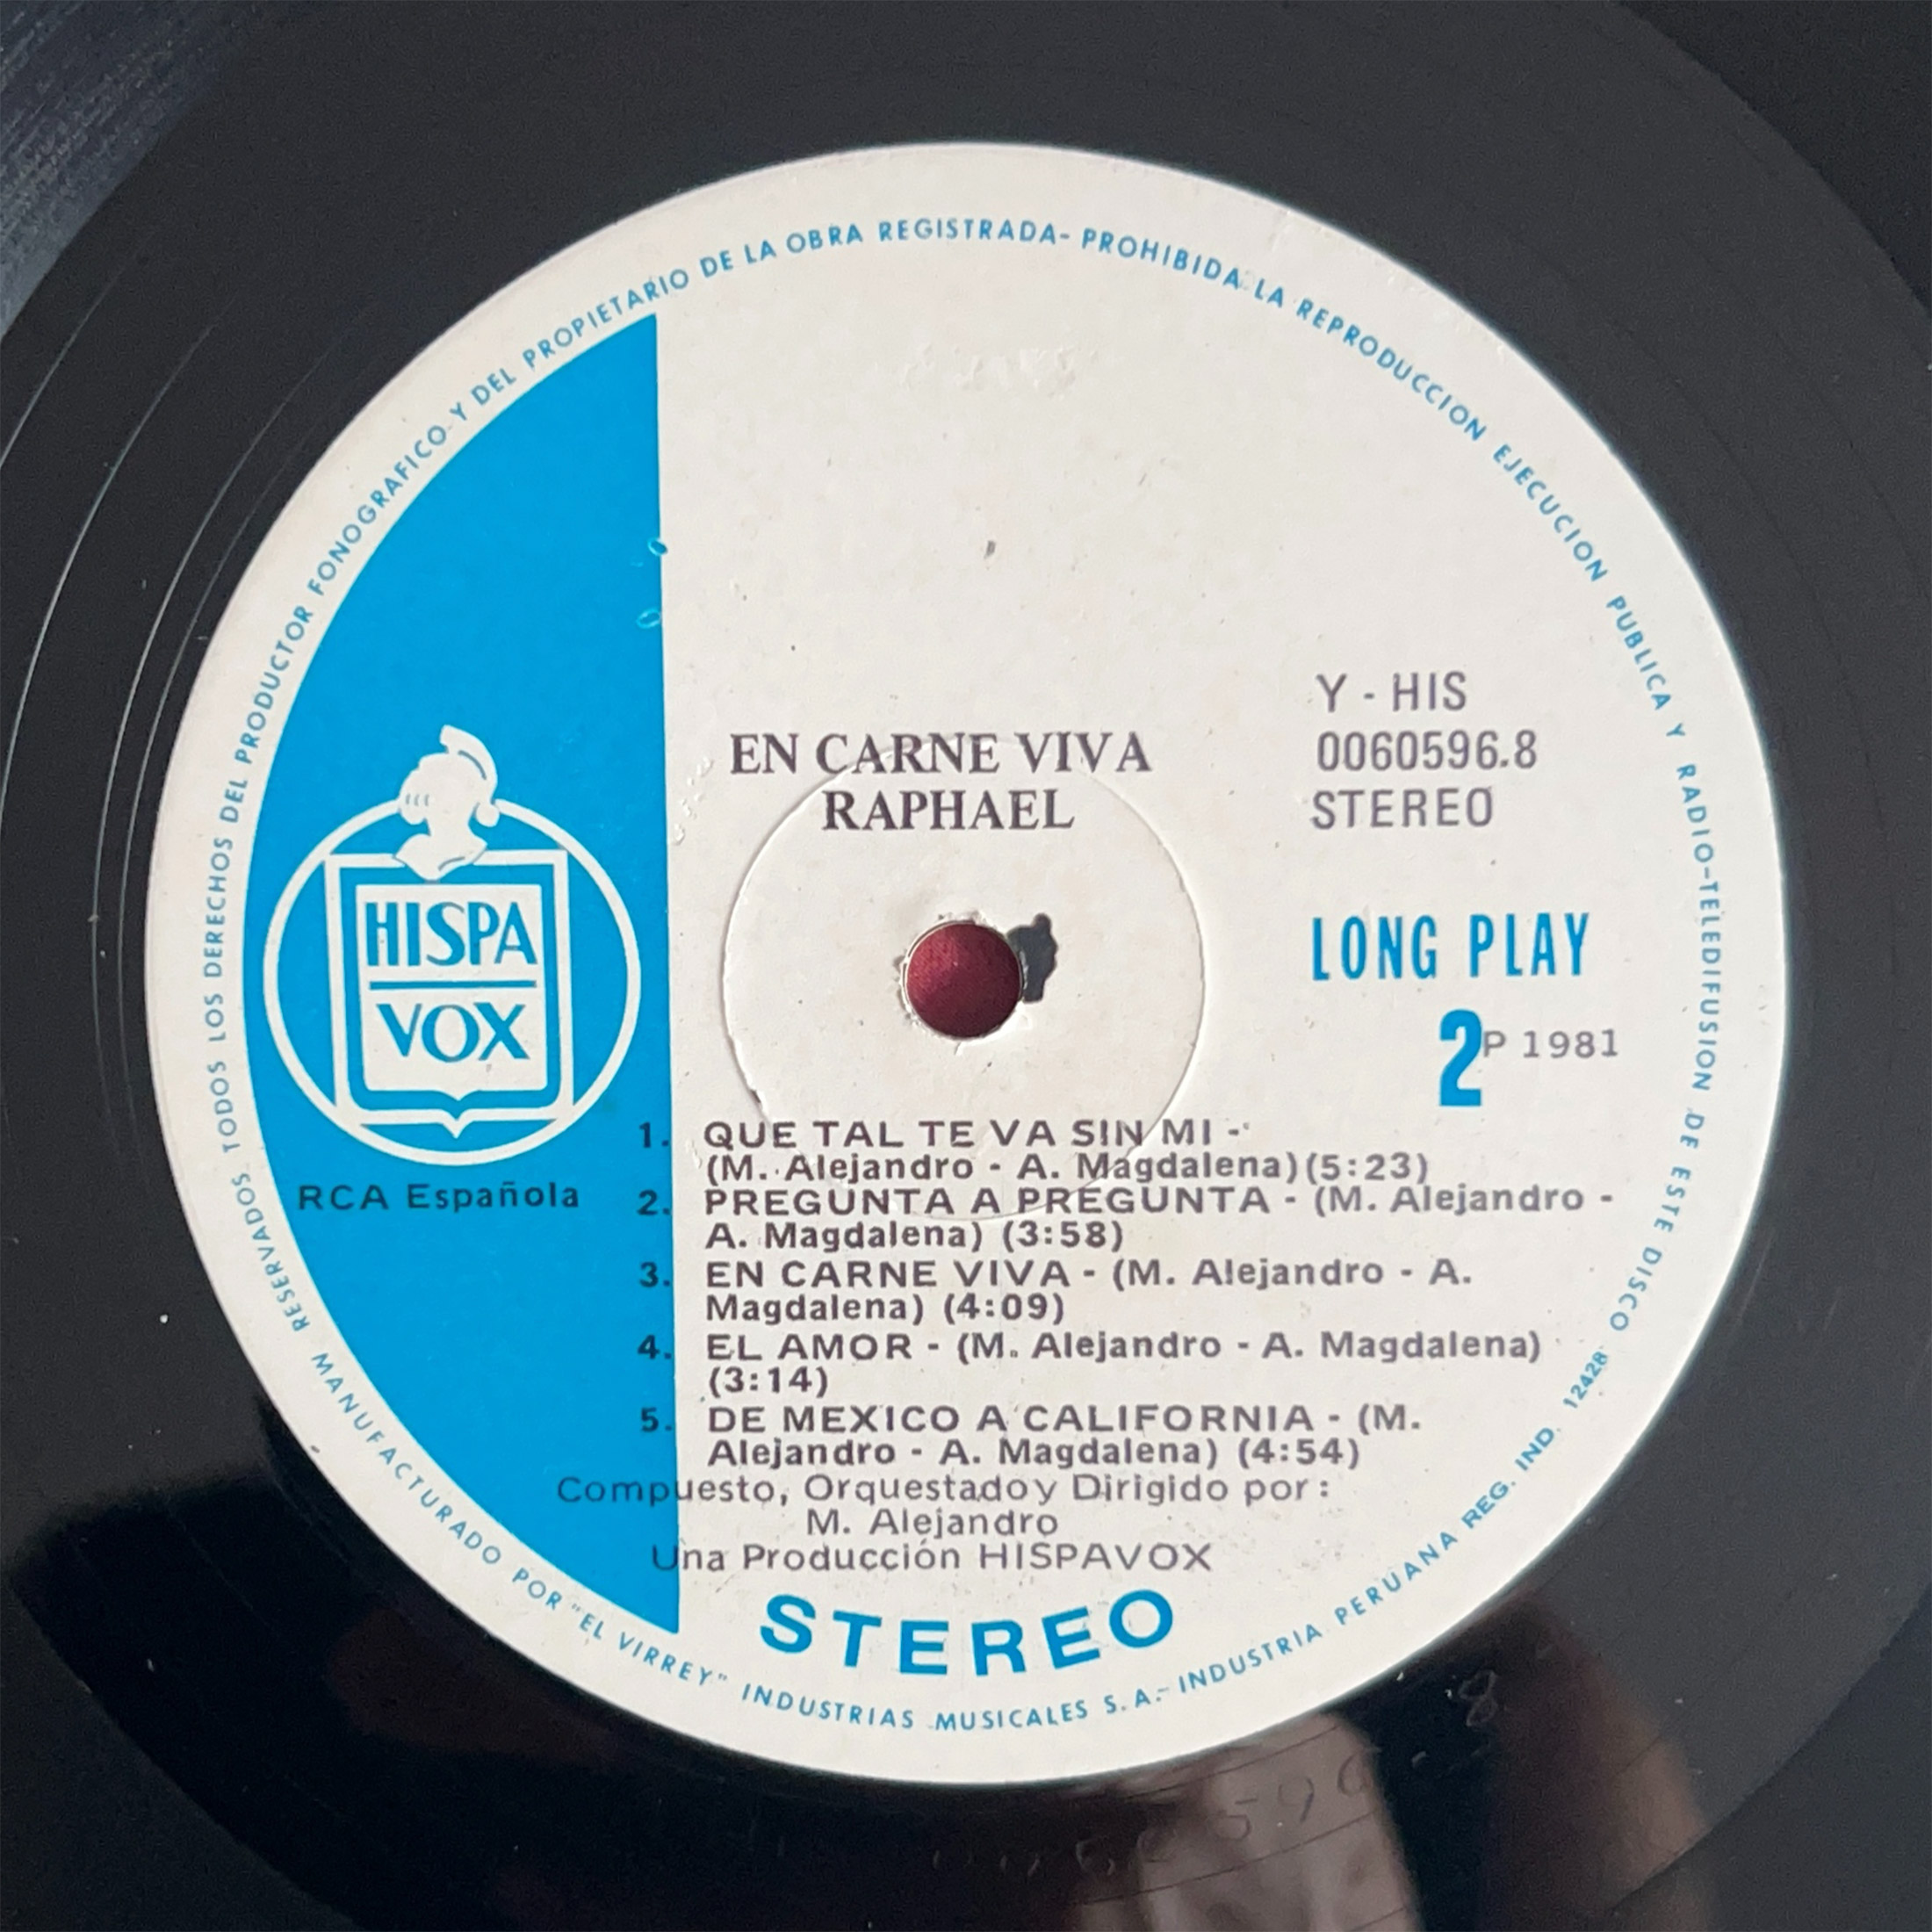 TODOS LOS DERECHOS DEL PRODUCTOR FONOGRAFICO Y DEL PROPIETARIO DE LA OBRA REGISTRADA- PROHIBIDA LA REPRODUCCION EJECUCION PUBLICA Y RADIO-TELEDIFUSION DE ESTE DISCO
RESERVADOS
EN CARNE VIVA
RAPHAEL
Y - HIS
0060596.8
STEREO
LONG PLAY
2
P 1981
HISPA
VOX
RCA Española
1. QUE TAL TE VA SIN MI -
(M. Alejandro - A. Magdalena)(5:23)
2. PREGUNTA A PREGUNTA - (M. Alejandro -
A. Magdalena) (3:58)
3. EN CARNE VIVA - (M. Alejandro - A.
Magdalena) (4:09)
4. EL AMOR - (M. Alejandro - A. Magdalena)
(3:14)
5. DE MEXICO A CALIFORNIA - (M.
Alejandro - A. Magdalena) (4:54)
Compuesto, Orquestado y Dirigido por:
M. Alejandro
Una Producción HISPAVOX
STEREO
MANUFACTURADO POR "EL VIRREY" INDUSTRIAS MUSICALES S.A.- INDUSTRIA PERUANA REG. IND. 12428